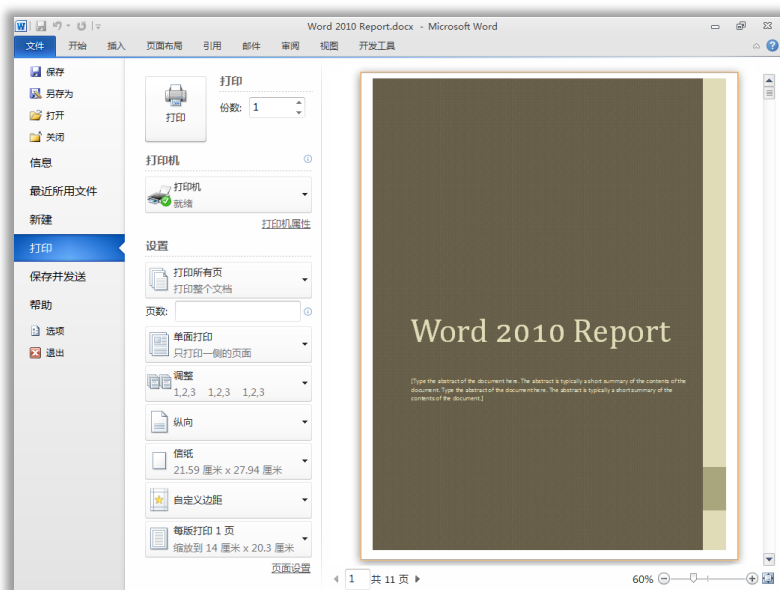 Word 2010 Report.docx - Microsoft Word
文件 开始 插入 页面布局 引用 邮件 审阅 视图 开发工具
保存
另存为
打开
关闭
信息
最近所用文件
新建
打印
保存并发送
帮助
选项
退出
打印
打印
份数: 1
打印机
打印机
就绪
打印机属性
设置
打印所有页
打印整个文档
页数:
单面打印
只打印一侧的页面
调整
1,2,3 1,2,3 1,2,3
纵向
信纸
21.59 厘米 x 27.94 厘米
自定义边距
每版打印 1 页
缩放到 14 厘米 x 20.3 厘米
页面设置
Word 2010 Report
[Type the abstract of the document here. The abstract is typically a short summary of the contents of the
document. Type the abstract of the document here. The abstract is typically a short summary of the
contents of the document.]
1 共 11 页
60%